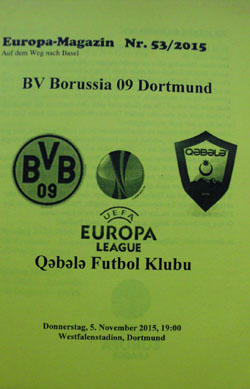 Europa-Magazin Nr. 53/2015
Auf dem Weg nach Basel
BV Borussia 09 Dortmund
BVB
09
QƏBƏLƏ
UEFA
EUROPA
LEAGUE
Qəbələ Futbol Klubu
Donnerstag, 5. November 2015, 19:00
Westfalenstadion, Dortmund